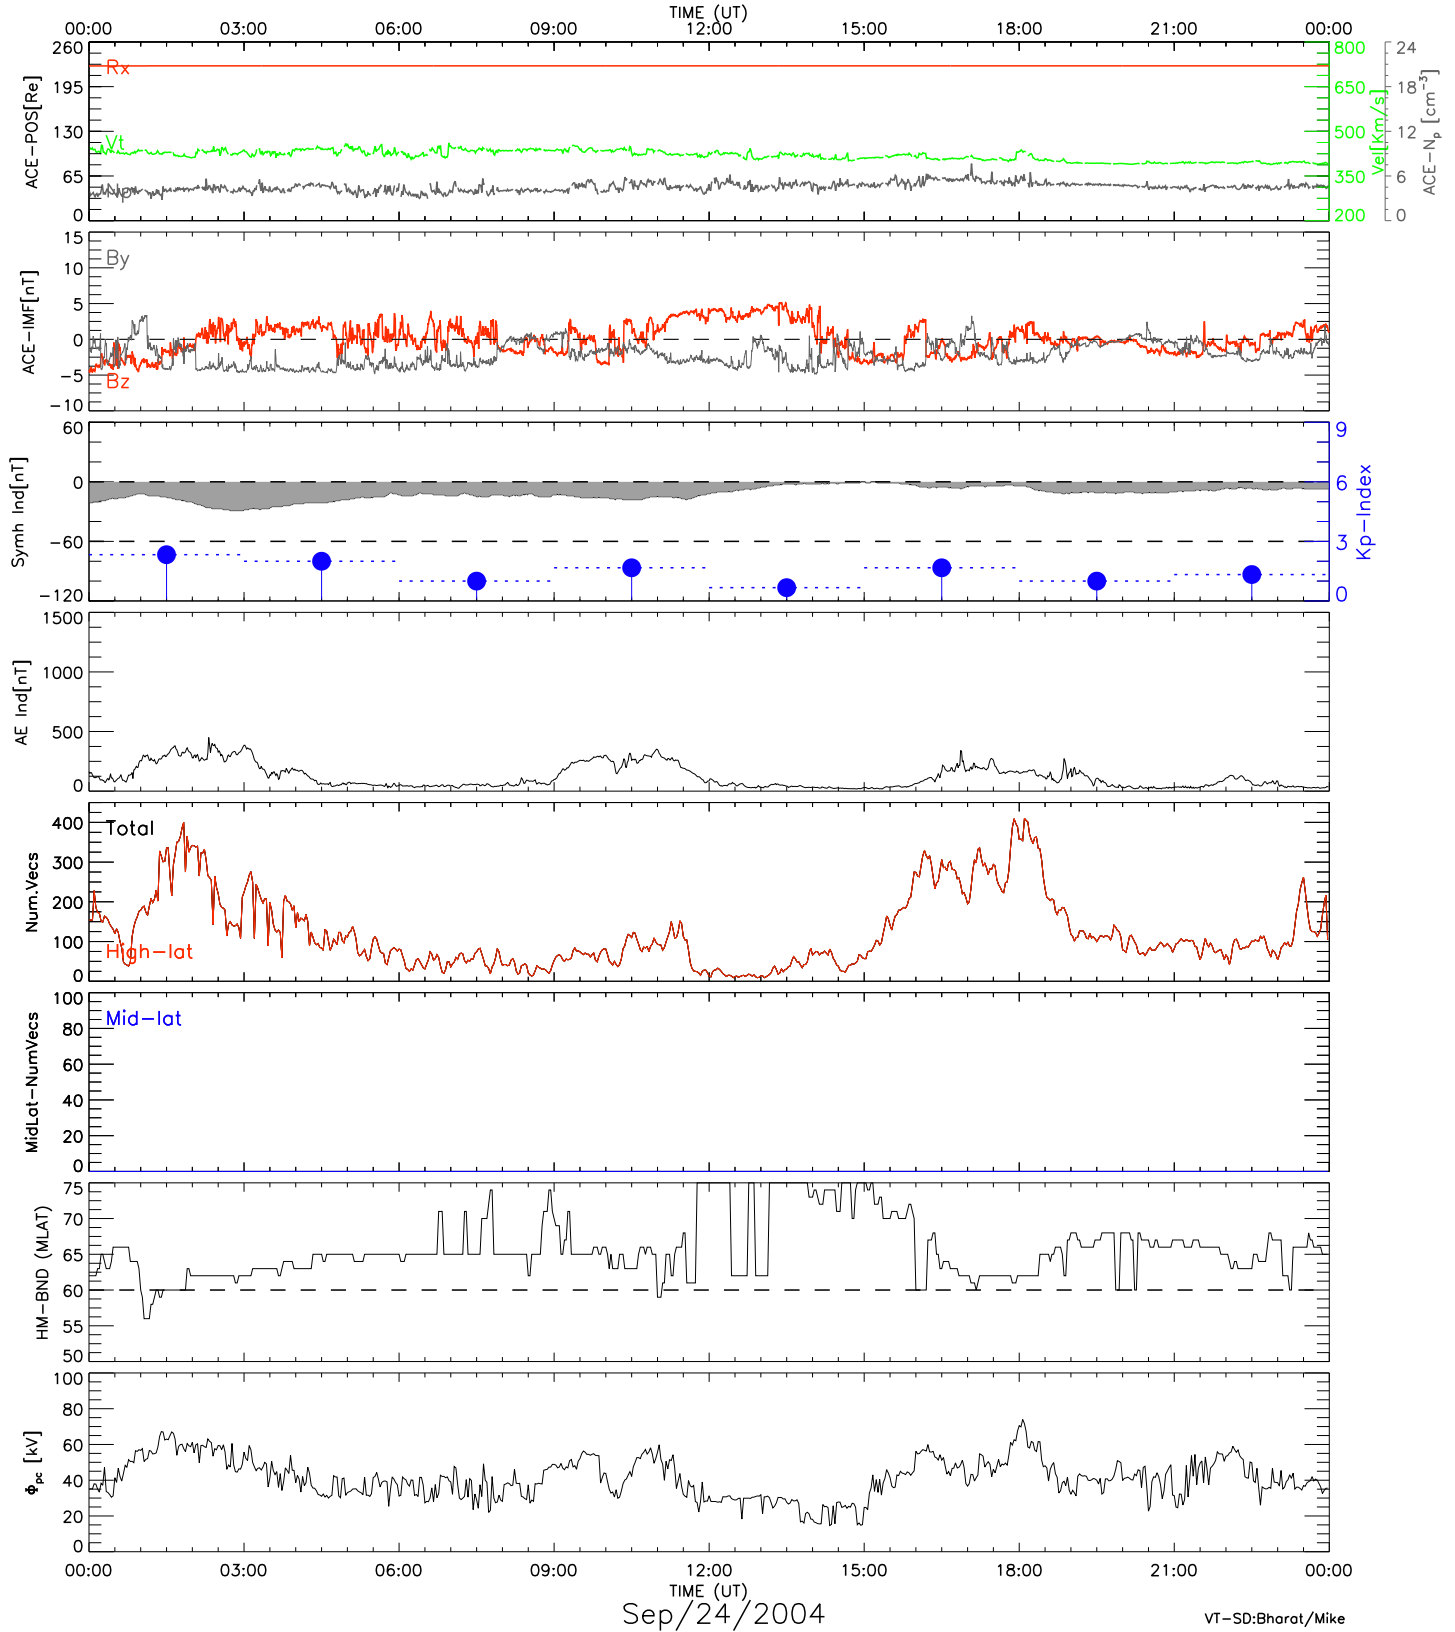 TIME (UT)
00:00 03:00 06:00 09:00 12:00 15:00 18:00 21:00 00:00
ACE-POS[Re]
260
195
130
65
0
Rx
Vt
Np
800
650
500
350
200
Vel[Km/s]
24
18
12
6
0
ACE-Np [cm-3]
ACE-IMF[nT]
15
10
5
0
-5
-10
By
Bz
Symh Ind[nT]
60
0
-60
-120
9
6
3
0
Kp-Index
AE Ind[nT]
1500
1000
500
0
Num.Vecs
400
300
200
100
0
Total
High-lat
MidLat-NumVecs
100
80
60
40
20
0
Mid-lat
HM-BND (MLAT)
75
70
65
60
55
50
Φpc [kV]
100
80
60
40
20
0
00:00 03:00 06:00 09:00 12:00 15:00 18:00 21:00 00:00
TIME (UT)
Sep/24/2004
VT-SD:Bharat/Mike